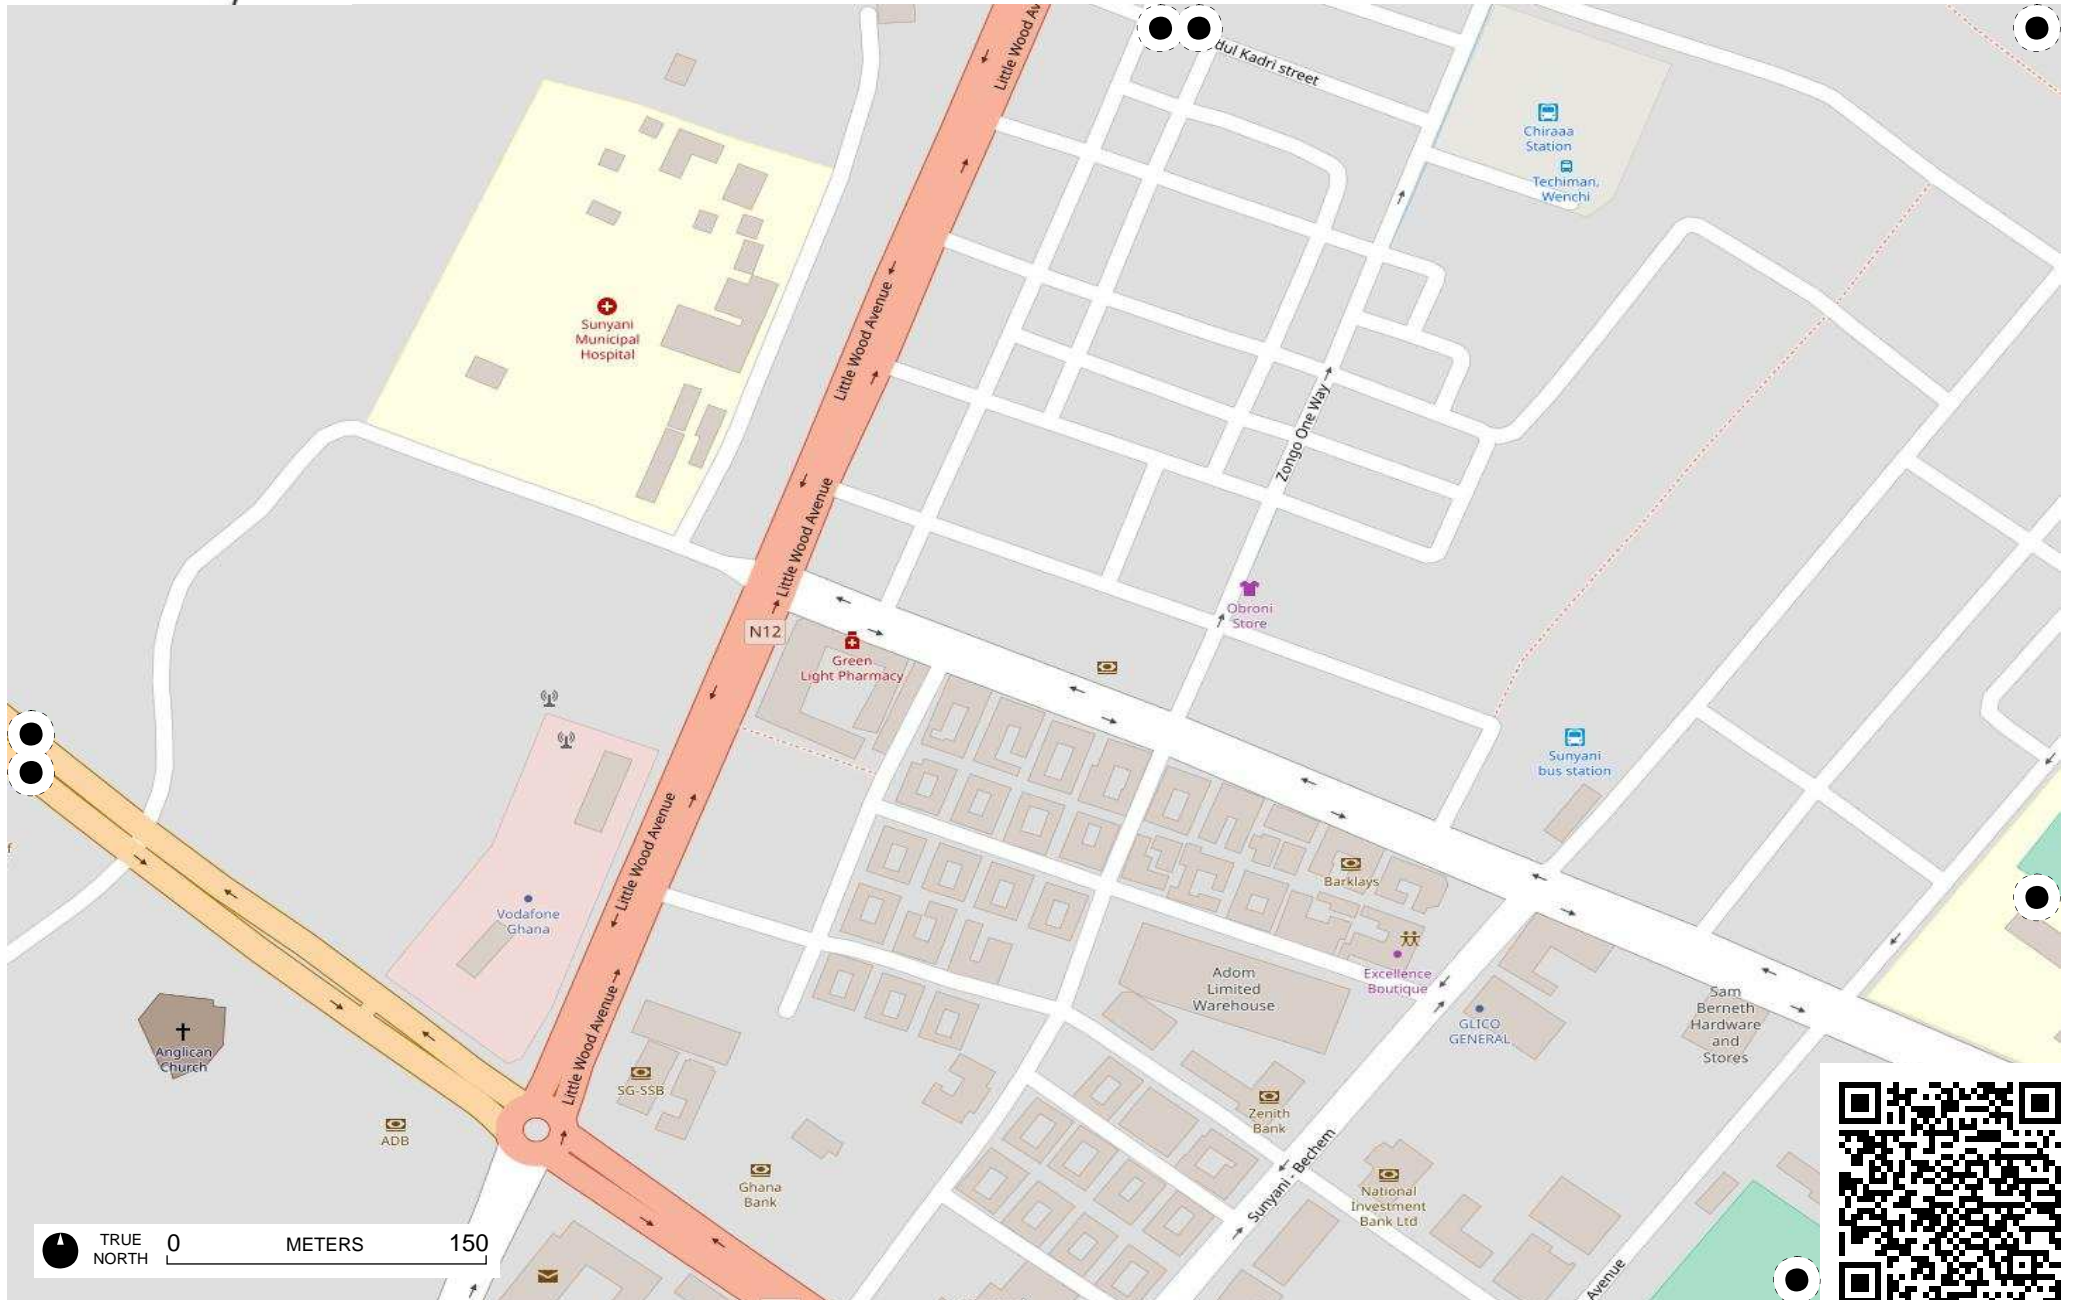 Little Wood Av
dul Kadri street
Chiraaa
Station
Techiman,
Wenchi
Sunyani
Municipal
Hospital
Little Wood Avenue
Zongo One Way
Little Wood Avenue
Little Wood Avenue
Obroni
Store
N12
Green
Light Pharmacy
Sunyani
bus station
f
Little Wood Avenue
Barklays
Vodafone
Ghana
Adom
Limited
Warehouse
Excellence
Boutique
Sam
Berneth
Hardware
and
Stores
GLICO
GENERAL
Anglican
Church
Little Wood Avenue
SG-SSB
Zenith
Bank
ADB
Ghana
Bank
Sunyani - Bechem
National
Investment
Bank Ltd
Avenue
TRUE
NORTH
0 METERS 150